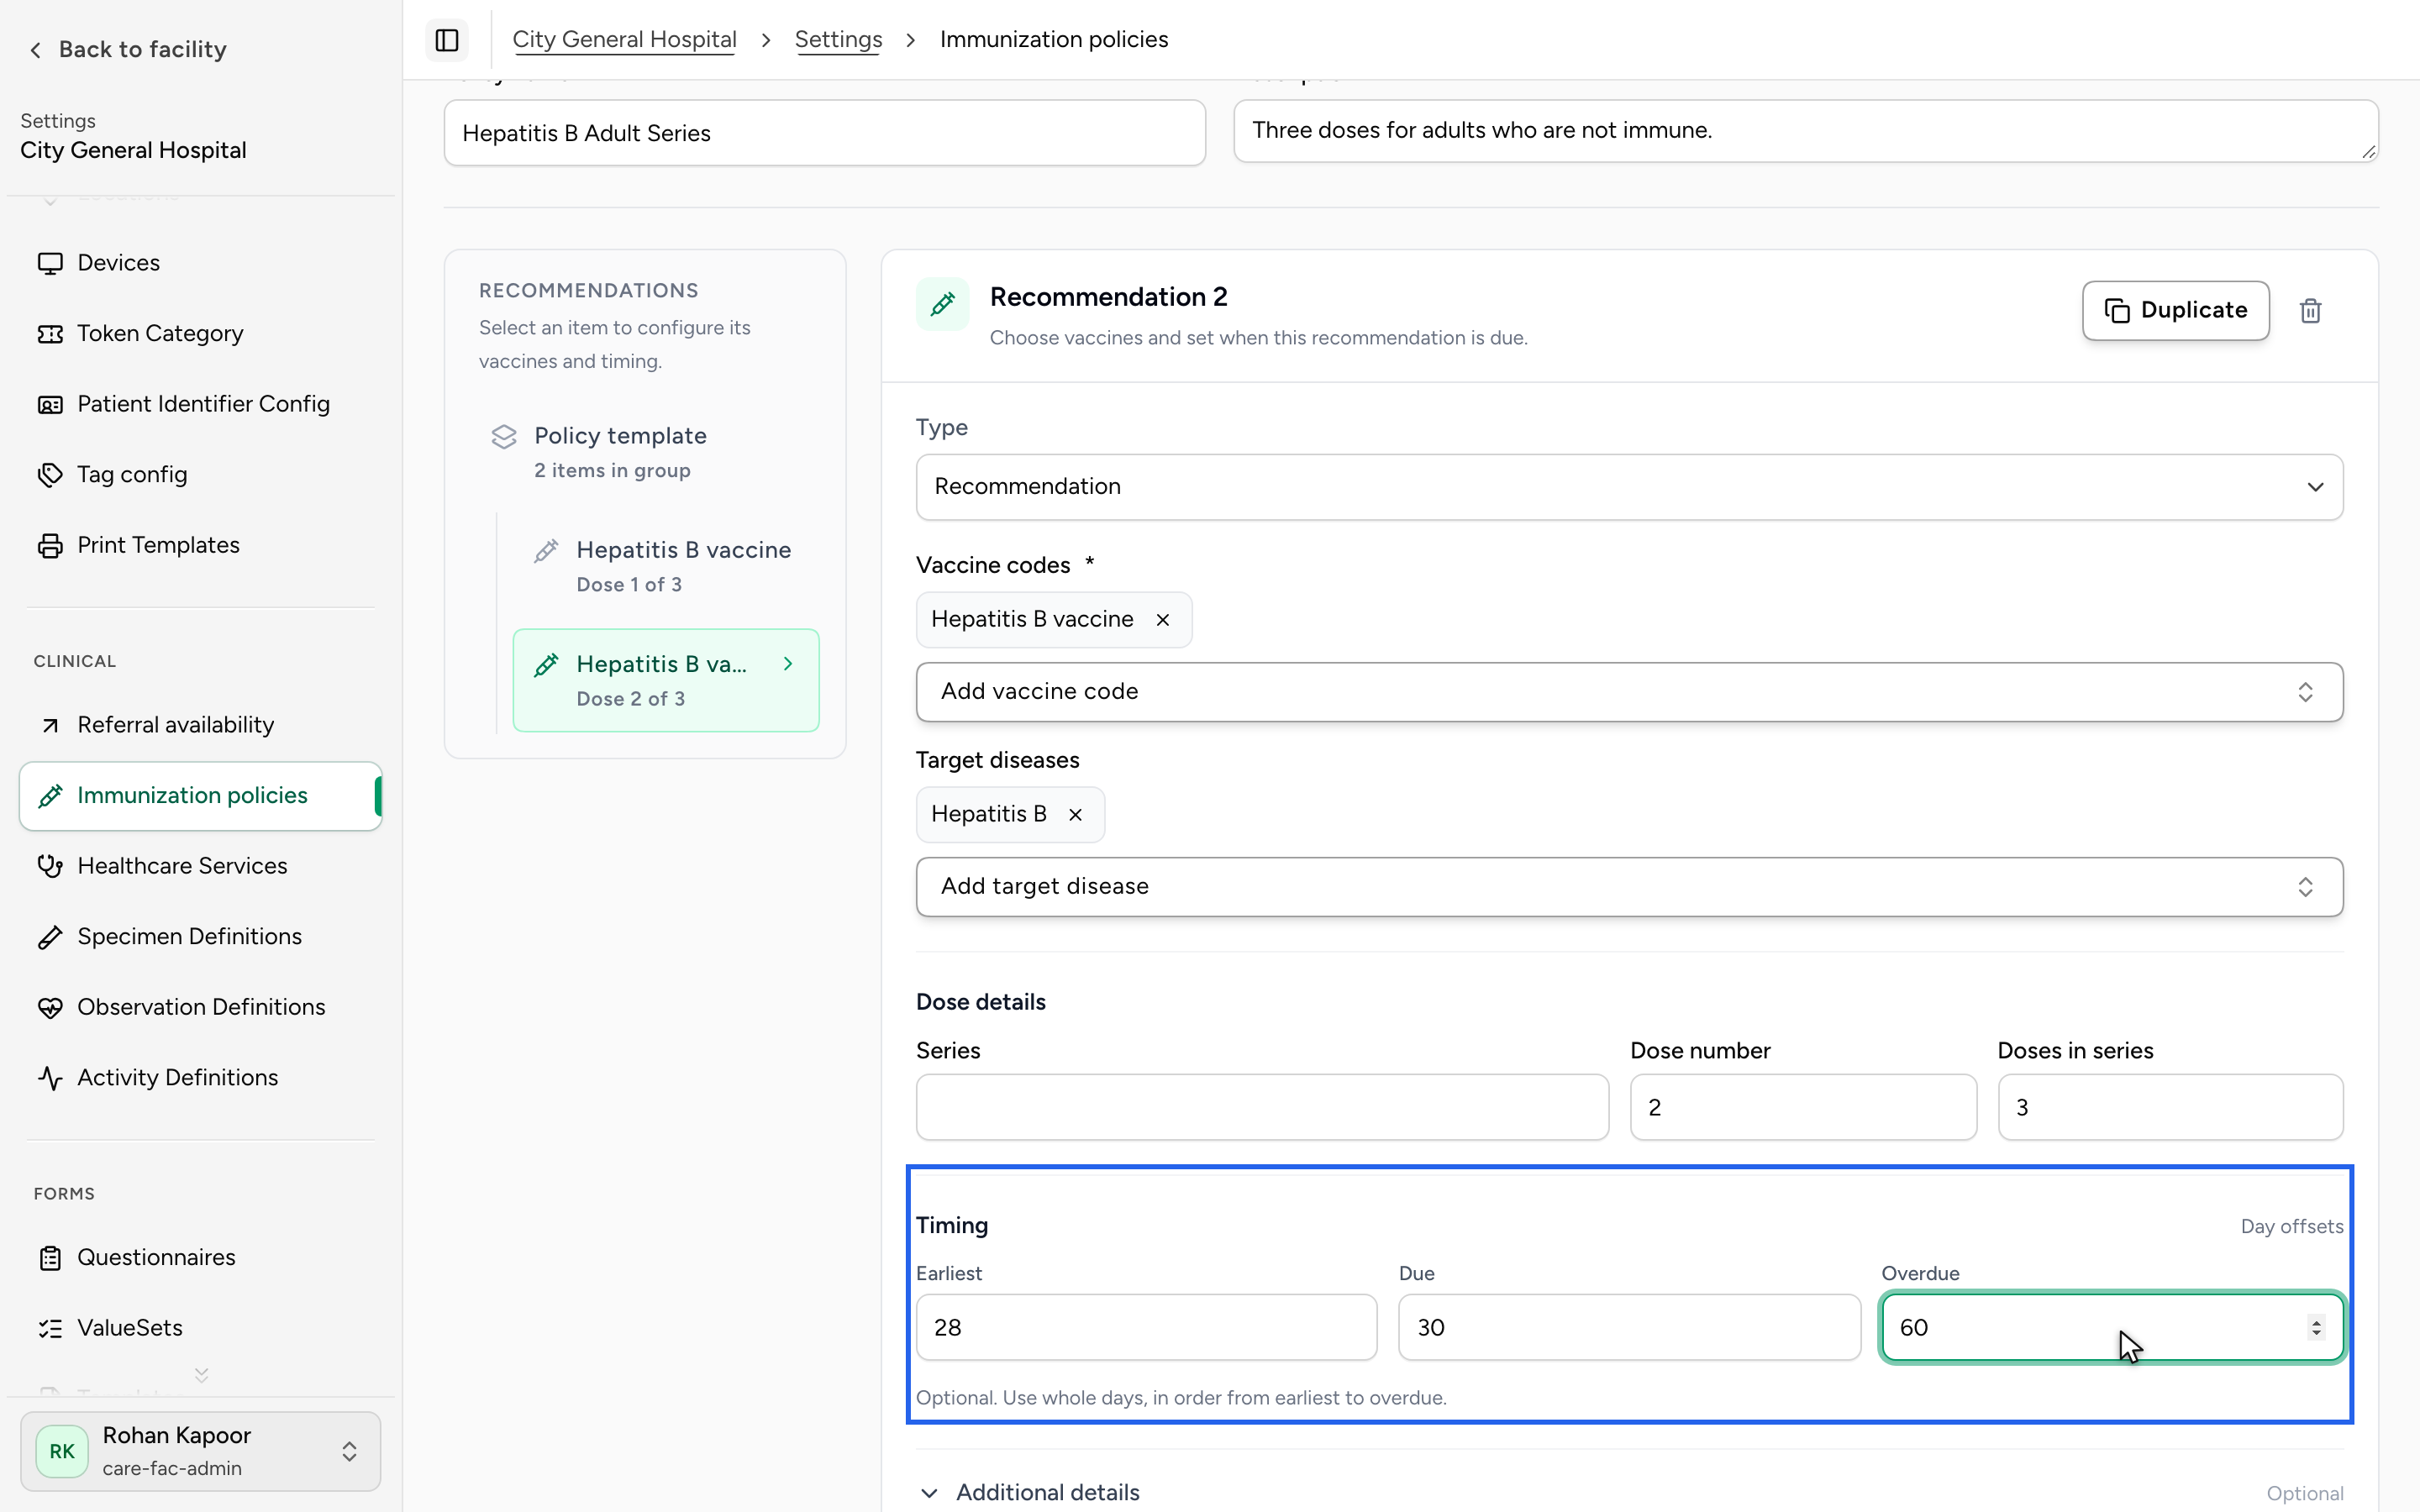 Back to facility
Settings
City General Hospital
Devices
Token Category
Patient Identifier Config
Tag config
Print Templates
CLINICAL
Referral availability
Immunization policies
Healthcare Services
Specimen Definitions
Observation Definitions
Activity Definitions
FORMS
Questionnaires
ValueSets
RK
Rohan Kapoor
care-fac-admin
City General Hospital
Settings
Immunization policies
Hepatitis B Adult Series
Three doses for adults who are not immune.
RECOMMENDATIONS
Select an item to configure its
vaccines and timing.
Policy template
2 items in group
Hepatitis B vaccine
Dose 1 of 3
Hepatitis B va...
Dose 2 of 3
Recommendation 2
Choose vaccines and set when this recommendation is due.
Duplicate
Type
Recommendation
Vaccine codes *
Hepatitis B vaccine
Add vaccine code
Target diseases
Hepatitis B
Add target disease
Dose details
Series
Dose number
Doses in series
2
3
Timing
Day offsets
Earliest
Due
Overdue
28
30
60
Optional. Use whole days, in order from earliest to overdue.
Additional details
Optional